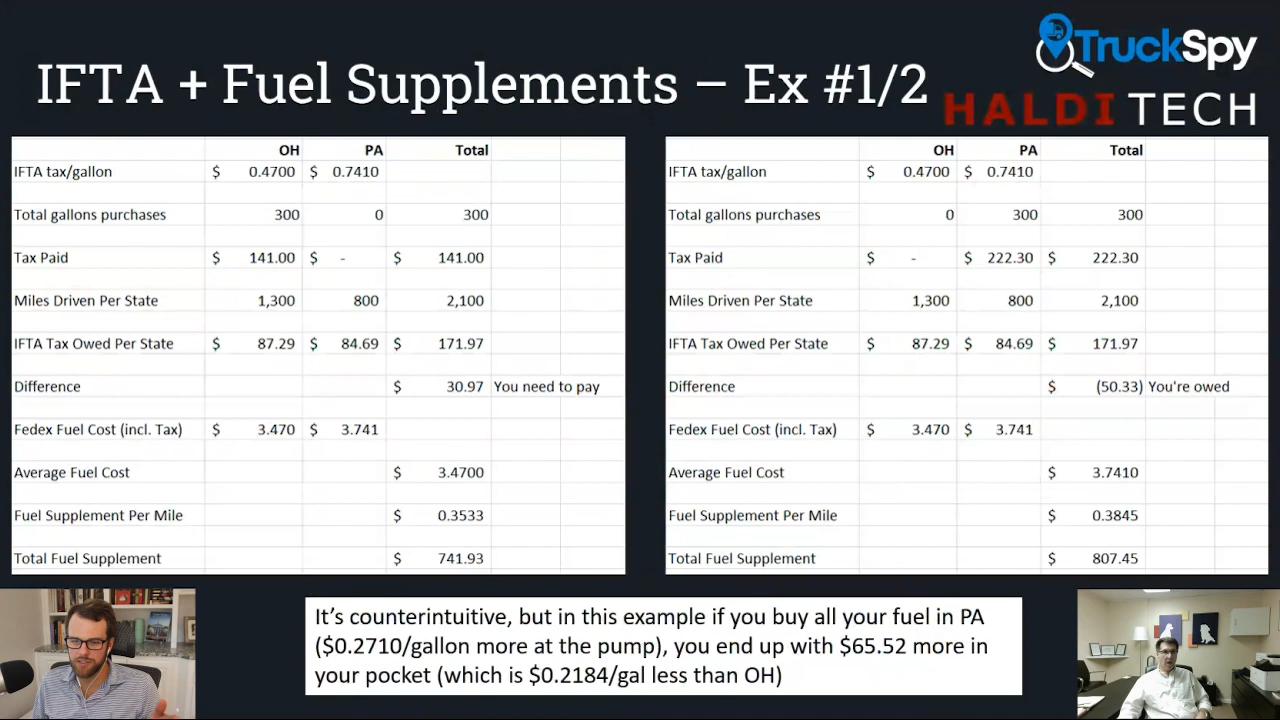 TruckSpy
IFTA + Fuel Supplements – Ex #1/2
HALDI TECH
OH PA Total
IFTA tax/gallon $ 0.4700 $ 0.7410
Total gallons purchases 300 0 300
Tax Paid $ 141.00 $ - $ 141.00
Miles Driven Per State 1,300 800 2,100
IFTA Tax Owed Per State $ 87.29 $ 84.69 $ 171.97
Difference $ 30.97 You need to pay
Fedex Fuel Cost (incl. Tax) $ 3.470 $ 3.741
Average Fuel Cost $ 3.4700
Fuel Supplement Per Mile $ 0.3533
Total Fuel Supplement $ 741.93
OH PA Total
IFTA tax/gallon $ 0.4700 $ 0.7410
Total gallons purchases 0 300 300
Tax Paid $ - $ 222.30 $ 222.30
Miles Driven Per State 1,300 800 2,100
IFTA Tax Owed Per State $ 87.29 $ 84.69 $ 171.97
Difference $ (50.33) You're owed
Fedex Fuel Cost (incl. Tax) $ 3.470 $ 3.741
Average Fuel Cost $ 3.7410
Fuel Supplement Per Mile $ 0.3845
Total Fuel Supplement $ 807.45
It's counterintuitive, but in this example if you buy all your fuel in PA
($0.2710/gallon more at the pump), you end up with $65.52 more in
your pocket (which is $0.2184/gal less than OH)